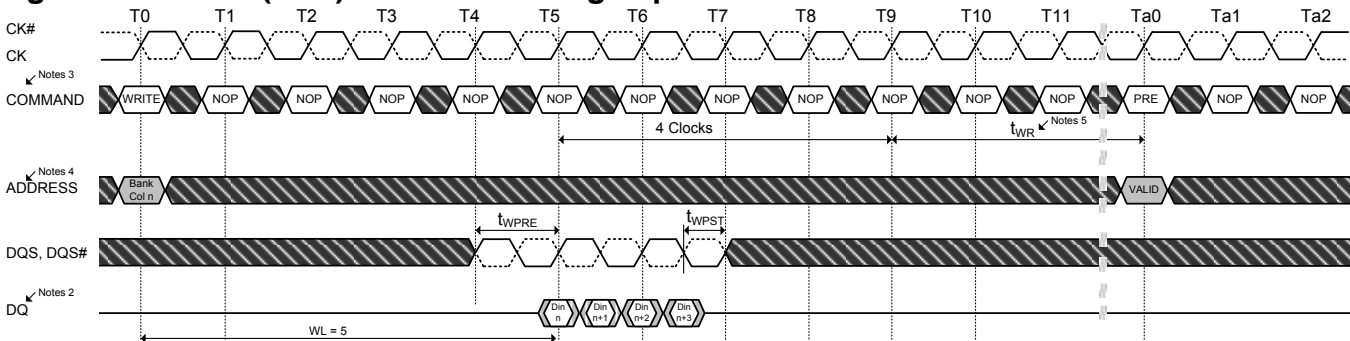 T0 T1 T2 T3 T4 T5 T6 T7 T8 T9 T10 T11 Ta0 Ta1 Ta2
CK#
CK
Notes 3
COMMAND WRITE NOP NOP NOP NOP NOP NOP NOP NOP NOP NOP NOP PRE NOP NOP
4 Clocks tWR Notes 5
Notes 4
ADDRESS Bank Col n VALID
tWPRE tWPST
DQS, DQS#
Notes 2
DQ Din n Din n+1 Din n+2 Din n+3
WL = 5